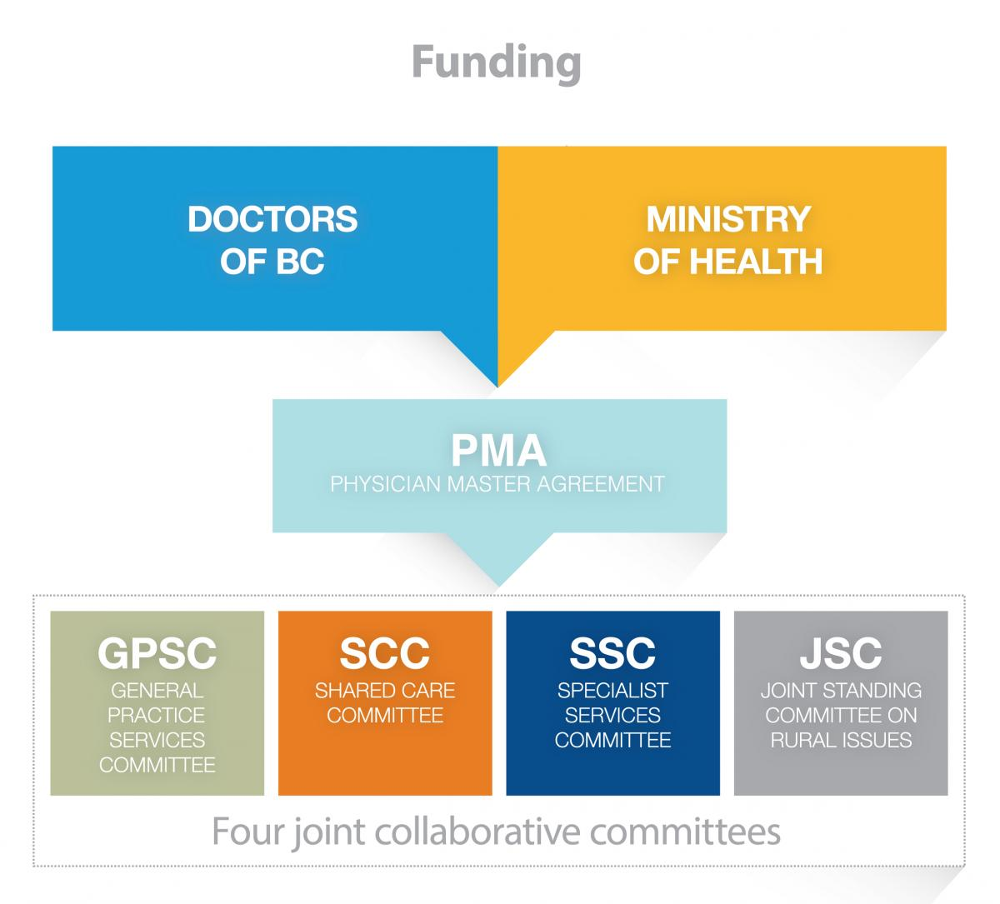 Funding
DOCTORS
OF BC
MINISTRY
OF HEALTH
PMA
PHYSICIAN MASTER AGREEMENT
GPSC
GENERAL
PRACTICE
SERVICES
COMMITTEE
SCC
SHARED CARE
COMMITTEE
SSC
SPECIALIST
SERVICES
COMMITTEE
JSC
JOINT STANDING
COMMITTEE ON
RURAL ISSUES
Four joint collaborative committees